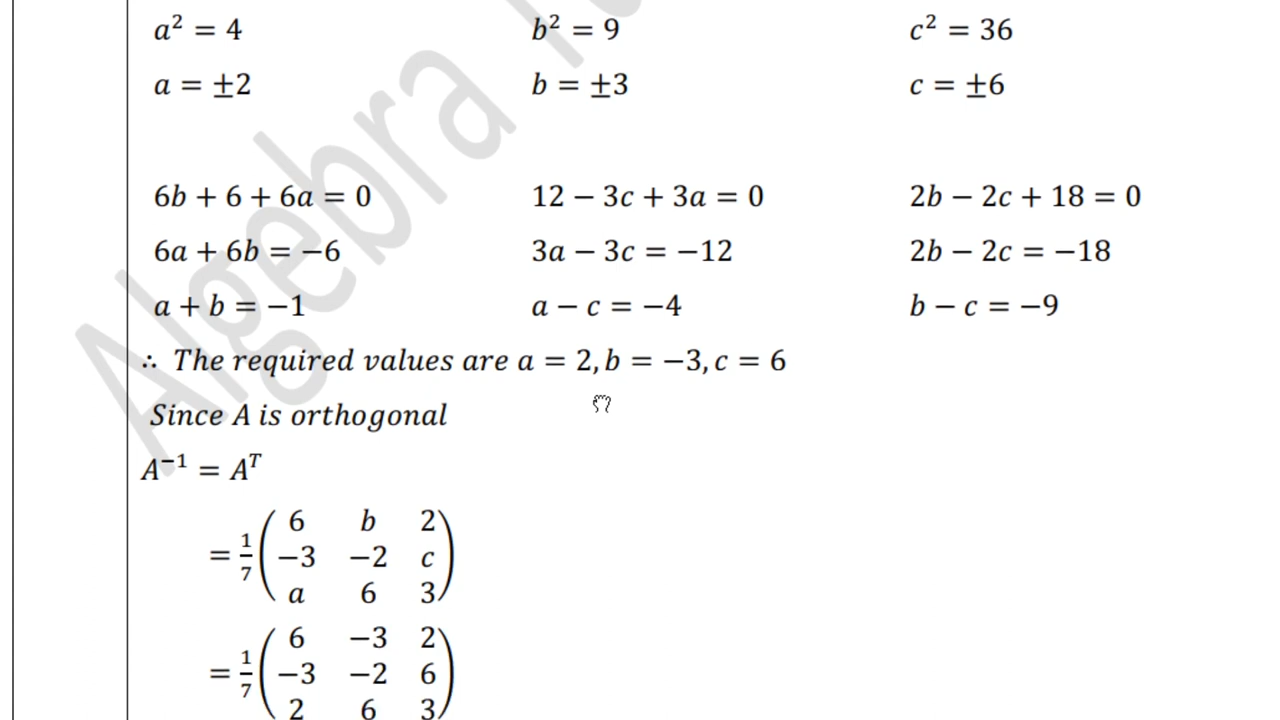 a² = 4 b² = 9 c² = 36
a = ±2 b = ±3 c = ±6
6b + 6 + 6a = 0 12 − 3c + 3a = 0 2b − 2c + 18 = 0
6a + 6b = −6 3a − 3c = −12 2b − 2c = −18
a + b = −1 a − c = −4 b − c = −9
∴ The required values are a = 2, b = −3, c = 6
Since A is orthogonal
A⁻¹ = Aᵀ
6 b 2
= 1/7 ( −3 −2 c )
a 6 3
6 −3 2
= 1/7 ( −3 −2 6 )
2 6 3
Algebra